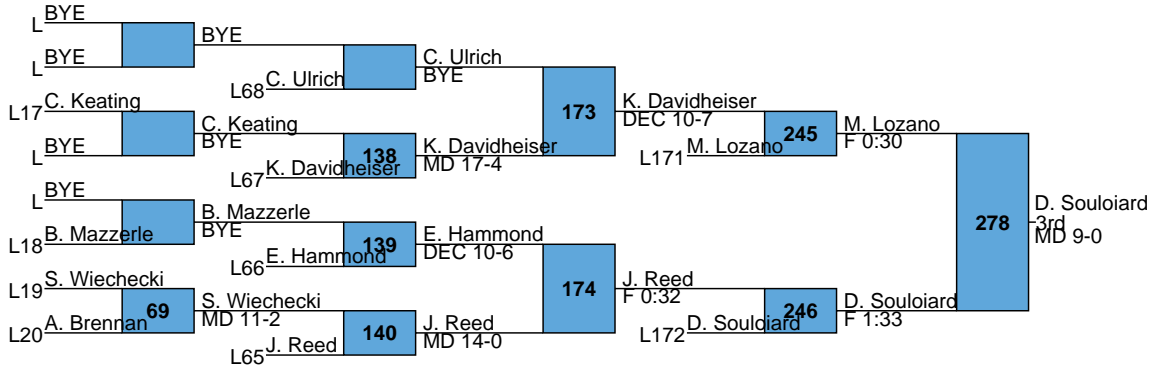 BYE
L
BYE
BYE
L
C. Ulrich
BYE
C. Ulrich
L68
C. Keating
L17
K. Davidheiser
DEC 10-7
173
C. Keating
BYE
245
M. Lozano
F 0:30
BYE
L
138
K. Davidheiser
MD 17-4
M. Lozano
L171
K. Davidheiser
L67
BYE
L
D. Souloiard
3rd
MD 9-0
278
B. Mazzerle
BYE
B. Mazzerle
L18
139
E. Hammond
DEC 10-6
E. Hammond
L66
S. Wiechecki
L19
174
J. Reed
F 0:32
69
S. Wiechecki
MD 11-2
246
D. Souloiard
F 1:33
A. Brennan
L20
140
J. Reed
MD 14-0
D. Souloiard
L172
J. Reed
L65